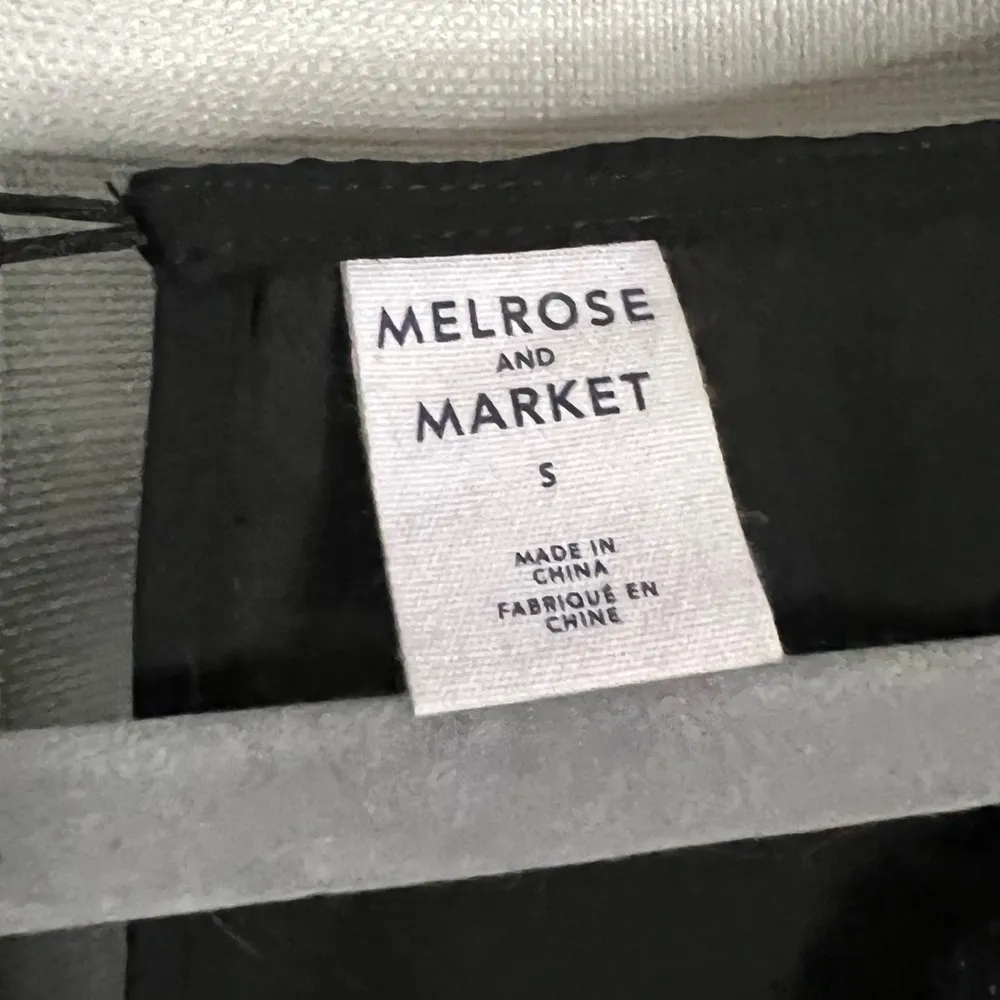 MELROSE
AND
MARKET
S
MADE IN
CHINA
FABRIQUÉ EN
CHINE